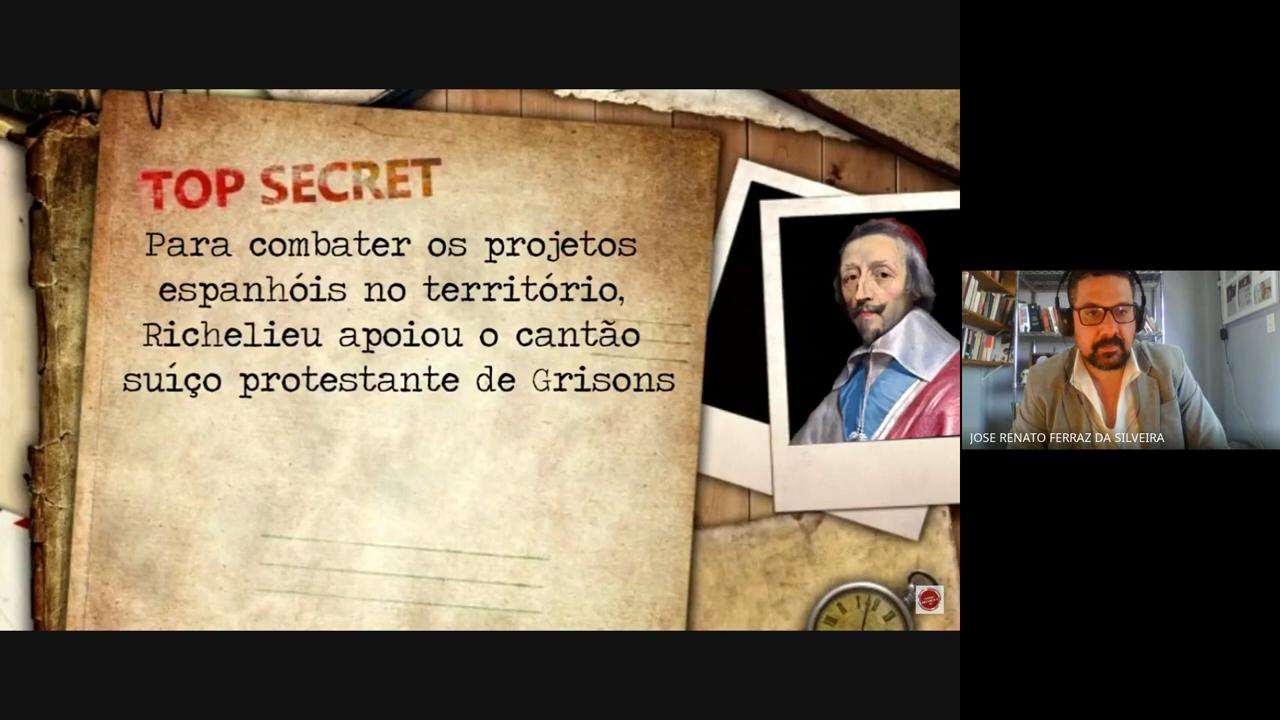 TOP SECRET
Para combater os projetos
espanhóis no território,
Richelieu apoiou o cantão
suíço protestante de Grisons
JOSE RENATO FERRAZ DA SILVEIRA